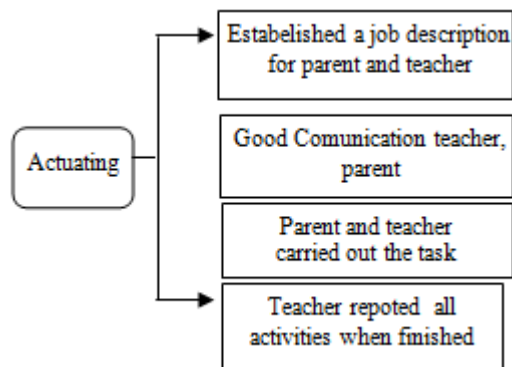 Estabelished a job description
for parent and teacher
Actuating
Good Comunication teacher,
parent
Parent and teacher
carried out the task
Teacher repoted all
activities when finished